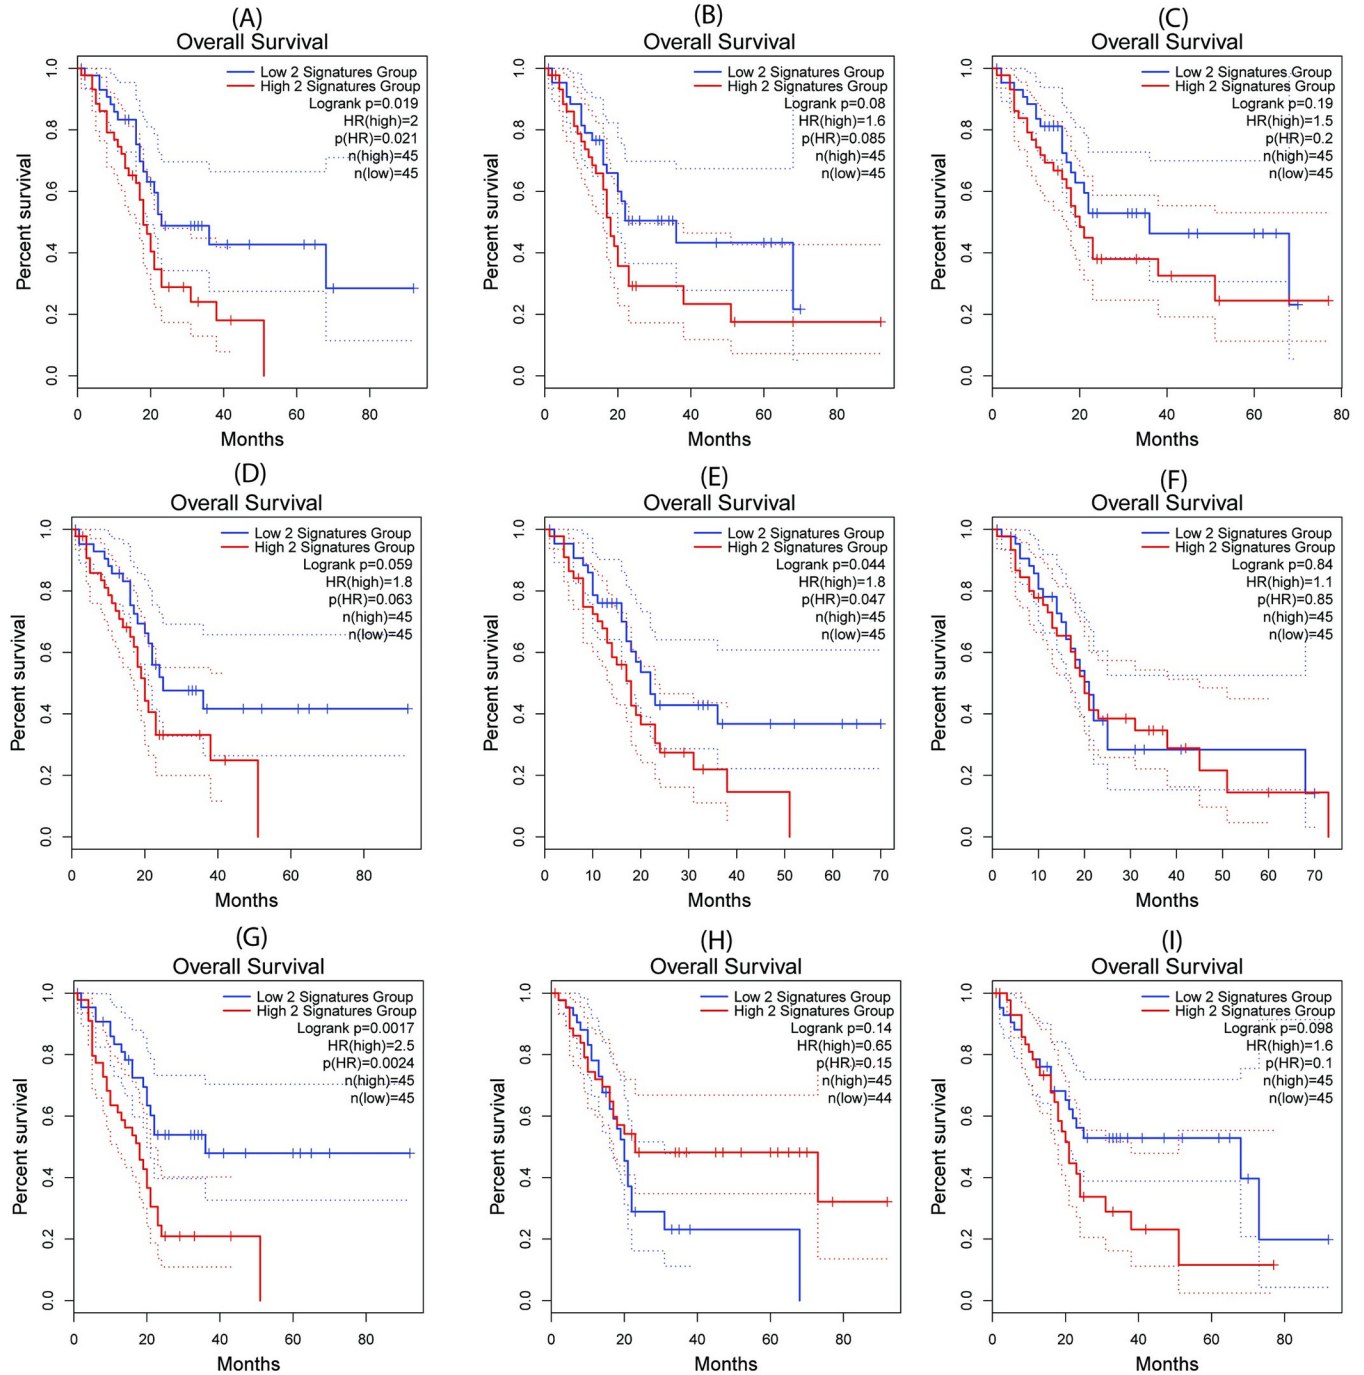 (A)
Overall Survival
Low 2 Signatures Group
High 2 Signatures Group
Logrank p=0.019
HR(high)=2
p(HR)=0.021
n(high)=45
n(low)=45
Percent survival
1.0
0.8
0.6
0.4
0.2
0.0
0 20 40 60 80
Months
(B)
Overall Survival
Low 2 Signatures Group
High 2 Signatures Group
Logrank p=0.08
HR(high)=1.6
p(HR)=0.085
n(high)=45
n(low)=45
Percent survival
1.0
0.8
0.6
0.4
0.2
0.0
0 20 40 60 80
Months
(C)
Overall Survival
Low 2 Signatures Group
High 2 Signatures Group
Logrank p=0.19
HR(high)=1.5
p(HR)=0.2
n(high)=45
n(low)=45
Percent survival
1.0
0.8
0.6
0.4
0.2
0.0
0 20 40 60 80
Months
(D)
Overall Survival
Low 2 Signatures Group
High 2 Signatures Group
Logrank p=0.059
HR(high)=1.8
p(HR)=0.063
n(high)=45
n(low)=45
Percent survival
1.0
0.8
0.6
0.4
0.2
0.0
0 20 40 60 80
Months
(E)
Overall Survival
Low 2 Signatures Group
High 2 Signatures Group
Logrank p=0.044
HR(high)=1.8
p(HR)=0.047
n(high)=45
n(low)=45
Percent survival
1.0
0.8
0.6
0.4
0.2
0.0
0 10 20 30 40 50 60 70
Months
(F)
Overall Survival
Low 2 Signatures Group
High 2 Signatures Group
Logrank p=0.84
HR(high)=1.1
p(HR)=0.85
n(high)=45
n(low)=45
Percent survival
1.0
0.8
0.6
0.4
0.2
0.0
0 10 20 30 40 50 60 70
Months
(G)
Overall Survival
Low 2 Signatures Group
High 2 Signatures Group
Logrank p=0.0017
HR(high)=2.5
p(HR)=0.0024
n(high)=45
n(low)=45
Percent survival
1.0
0.8
0.6
0.4
0.2
0.0
0 20 40 60 80
Months
(H)
Overall Survival
Low 2 Signatures Group
High 2 Signatures Group
Logrank p=0.14
HR(high)=0.65
p(HR)=0.15
n(high)=45
n(low)=44
Percent survival
1.0
0.8
0.6
0.4
0.2
0.0
0 20 40 60 80
Months
(I)
Overall Survival
Low 2 Signatures Group
High 2 Signatures Group
Logrank p=0.098
HR(high)=1.6
p(HR)=0.1
n(high)=45
n(low)=45
Percent survival
1.0
0.8
0.6
0.4
0.2
0.0
0 20 40 60 80
Months